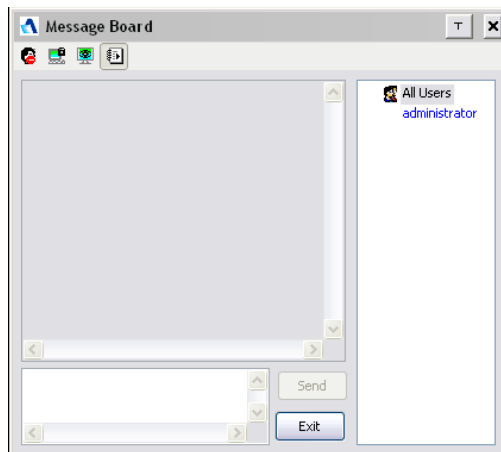 Message Board
All Users
administrator
Send
Exit